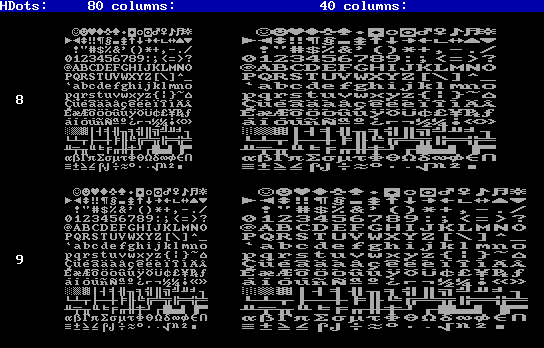 HDots: 80 columns: 40 columns:
☺☻♥♦♣♠•◘○◙♂♀♪♫☼ ☺☻♥♦♣♠•◘○◙♂♀♪♫☼
►◄↕‼¶§▬↨↑↓→←∟↔▲▼ ►◄↕‼¶§▬↨↑↓→←∟↔▲▼
!"#$%&'()*+,-./ !"#$%&'()*+,-./
0123456789:;<=>? 0123456789:;<=>?
@ABCDEFGHIJKLMNO @ABCDEFGHIJKLMNO
PQRSTUVWXYZ[\]^_ PQRSTUVWXYZ[\]^_
8 `abcdefghijklmno `abcdefghijklmno
pqrstuvwxyz{¦}~⌂ pqrstuvwxyz{¦}~⌂
ÇüéâäàåçêëèïîìÄÅ ÇüéâäàåçêëèïîìÄÅ
ÉæÆôöòûùÿÖÜ¢£¥₧ƒ ÉæÆôöòûùÿÖÜ¢£¥₧ƒ
áíóúñÑªº¿⌐¬½¼¡«» áíóúñÑªº¿⌐¬½¼¡«»
░▒▓│┤╡╢╖╕╣║╗╝╜╛┐ ░▒▓│┤╡╢╖╕╣║╗╝╜╛┐
└┴┬├─┼╞╟╚╔╩╦╠═╬╧ └┴┬├─┼╞╟╚╔╩╦╠═╬╧
╨╤╥╙╘╒╓╫╪┘┌█▄▌▐▀ ╨╤╥╙╘╒╓╫╪┘┌█▄▌▐▀
αßΓπΣσµτΦΘΩδ∞φε∩ αßΓπΣσµτΦΘΩδ∞φε∩
≡±≥≤⌠⌡÷≈°∙·√ⁿ²■ ≡±≥≤⌠⌡÷≈°∙·√ⁿ²■
☺☻♥♦♣♠•◘○◙♂♀♪♫☼ ☺☻♥♦♣♠•◘○◙♂♀♪♫☼
►◄↕‼¶§▬↨↑↓→←∟↔▲▼ ►◄↕‼¶§▬↨↑↓→←∟↔▲▼
!"#$%&'()*+,-./ !"#$%&'()*+,-./
0123456789:;<=>? 0123456789:;<=>?
@ABCDEFGHIJKLMNO @ABCDEFGHIJKLMNO
PQRSTUVWXYZ[\]^_ PQRSTUVWXYZ[\]^_
9 `abcdefghijklmno `abcdefghijklmno
pqrstuvwxyz{¦}~⌂ pqrstuvwxyz{¦}~⌂
ÇüéâäàåçêëèïîìÄÅ ÇüéâäàåçêëèïîìÄÅ
ÉæÆôöòûùÿÖÜ¢£¥₧ƒ ÉæÆôöòûùÿÖÜ¢£¥₧ƒ
áíóúñÑªº¿⌐¬½¼¡«» áíóúñÑªº¿⌐¬½¼¡«»
░▒▓│┤╡╢╖╕╣║╗╝╜╛┐ ░▒▓│┤╡╢╖╕╣║╗╝╜╛┐
└┴┬├─┼╞╟╚╔╩╦╠═╬╧ └┴┬├─┼╞╟╚╔╩╦╠═╬╧
╨╤╥╙╘╒╓╫╪┘┌█▄▌▐▀ ╨╤╥╙╘╒╓╫╪┘┌█▄▌▐▀
αßΓπΣσµτΦΘΩδ∞φε∩ αßΓπΣσµτΦΘΩδ∞φε∩
≡±≥≤⌠⌡÷≈°∙·√ⁿ²■ ≡±≥≤⌠⌡÷≈°∙·√ⁿ²■